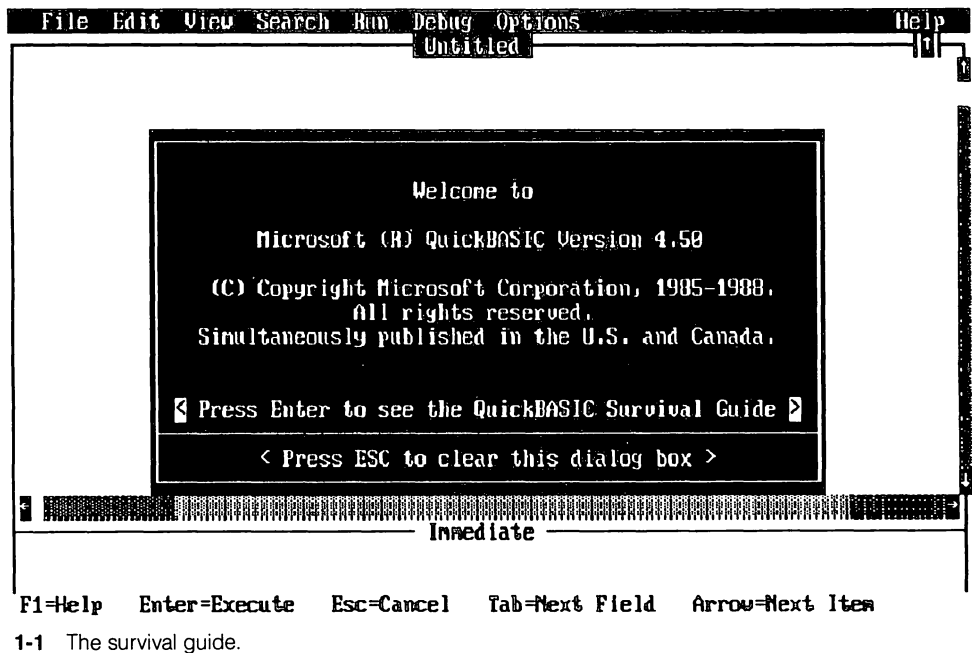 File Edit View Search Run Debug Options Help
Untitled
Welcome to
Microsoft (R) QuickBASIC Version 4.50
(C) Copyright Microsoft Corporation, 1985-1988.
All rights reserved.
Simultaneously published in the U.S. and Canada.
< Press Enter to see the QuickBASIC Survival Guide >
< Press ESC to clear this dialog box >
Immediate
F1=Help Enter=Execute Esc=Cancel Tab=Next Field Arrow=Next Item
1-1 The survival guide.